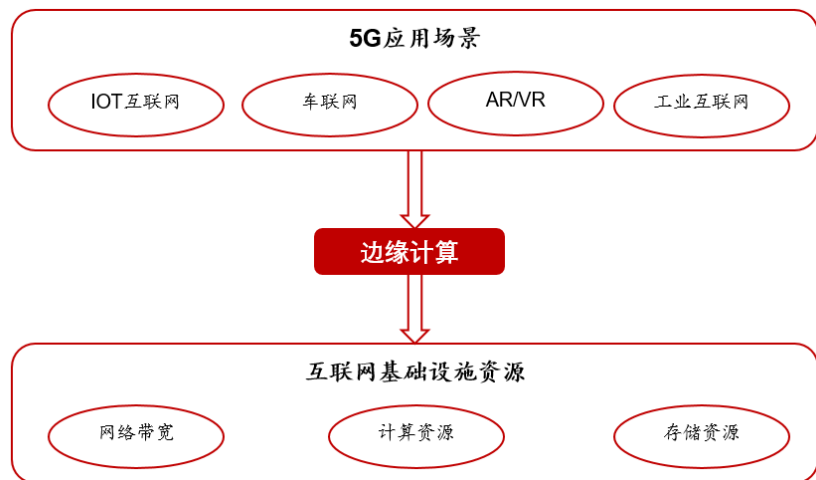 5G应用场景
IOT互联网
车联网
AR/VR
工业互联网
边缘计算
互联网基础设施资源
网络带宽
计算资源
存储资源